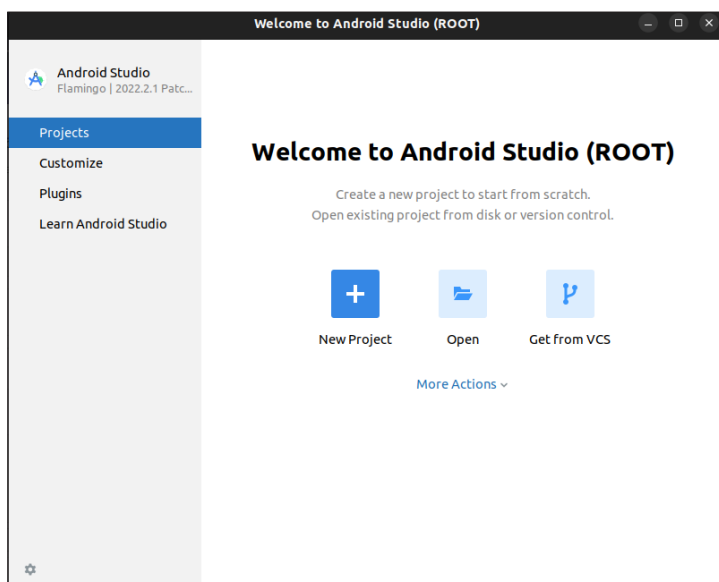 Welcome to Android Studio (ROOT)
Android Studio
Flamingo | 2022.2.1 Patc...
Projects
Customize
Plugins
Learn Android Studio
Welcome to Android Studio (ROOT)
Create a new project to start from scratch.
Open existing project from disk or version control.
New Project
Open
Get from VCS
More Actions